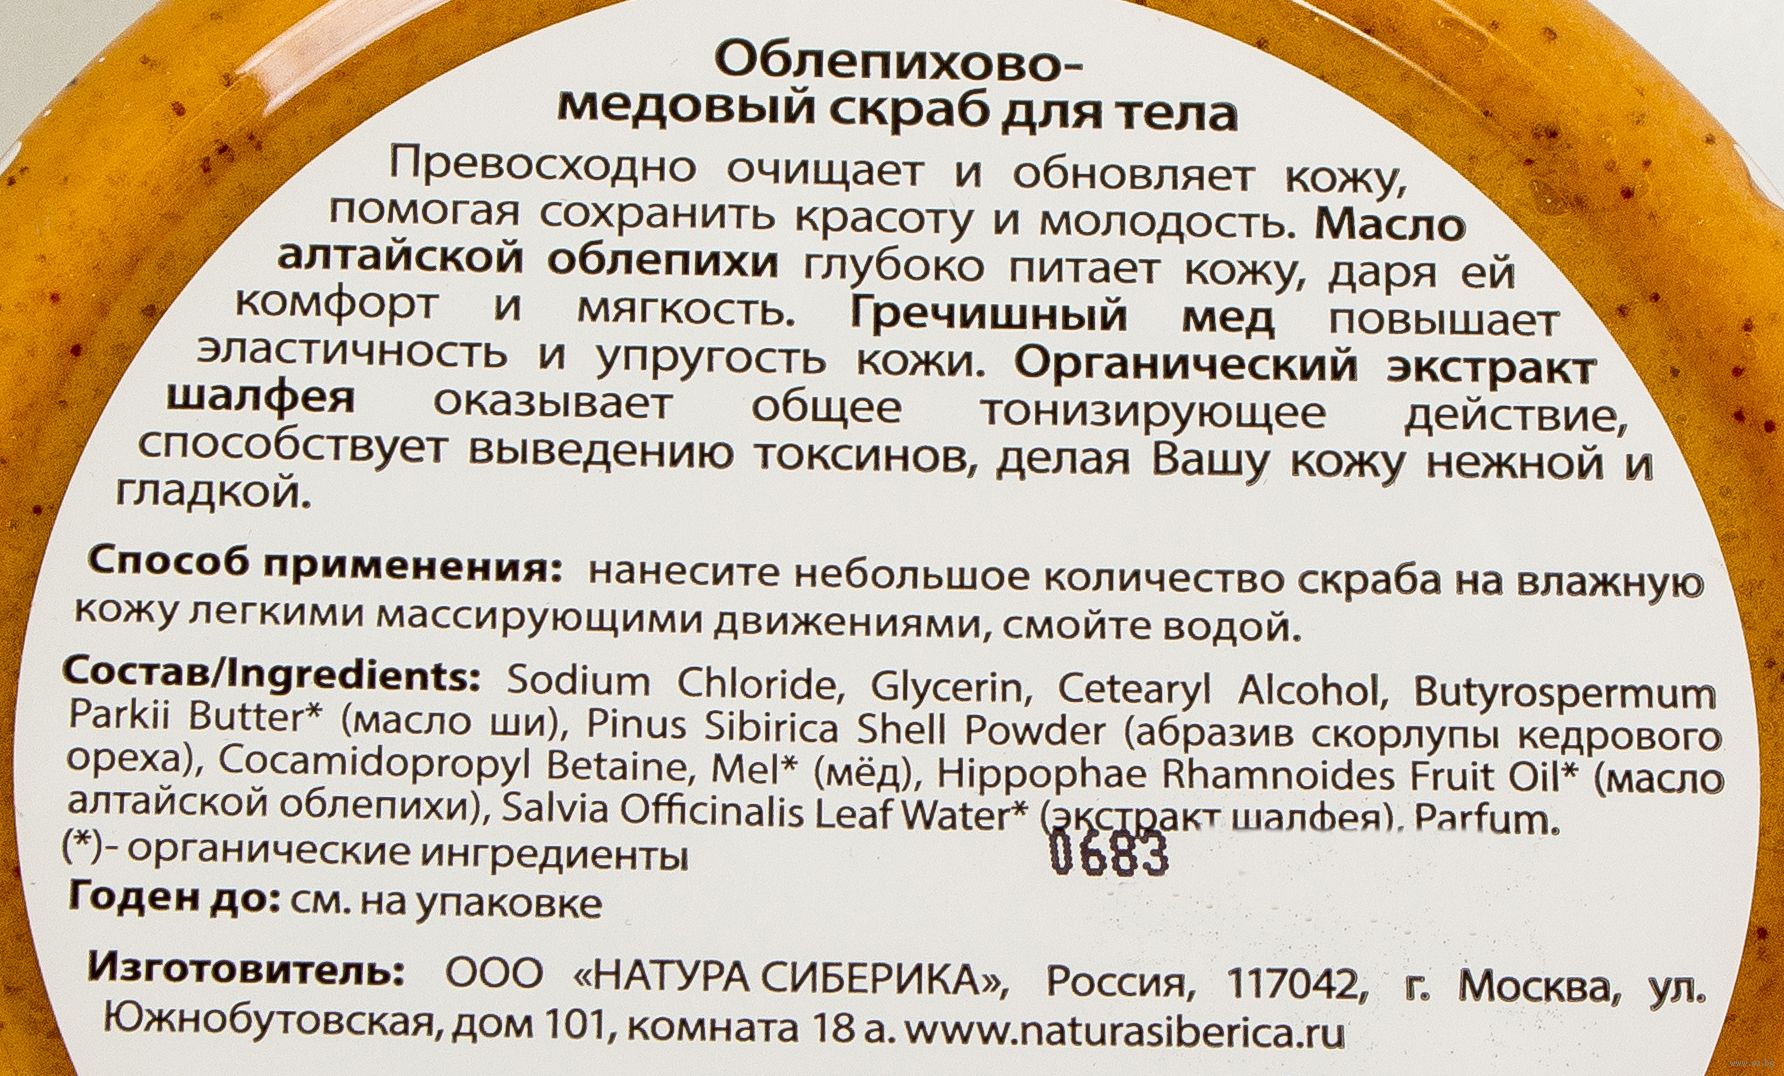 Облепихово-
медовый скраб для тела
Превосходно очищает и обновляет кожу,
помогая сохранить красоту и молодость. Масло
алтайской облепихи глубоко питает кожу, даря ей
комфорт и мягкость. Гречишный мед повышает
эластичность и упругость кожи. Органический экстракт
шалфея оказывает общее тонизирующее действие,
способствует выведению токсинов, делая Вашу кожу нежной и
гладкой.
Способ применения: нанесите небольшое количество скраба на влажную
кожу легкими массирующими движениями, смойте водой.
Состав/Ingredients: Sodium Chloride, Glycerin, Cetearyl Alcohol, Butyrospermum
Parkii Butter* (масло ши), Pinus Sibirica Shell Powder (абразив скорлупы кедрового
ореха), Cocamidopropyl Betaine, Mel* (мёд), Hippophae Rhamnoides Fruit Oil* (масло
алтайской облепихи), Salvia Officinalis Leaf Water* (экстракт шалфея), Parfum.
(*)- органические ингредиенты
0683
Годен до: см. на упаковке
Изготовитель: ООО «НАТУРА СИБЕРИКА», Россия, 117042, г. Москва, ул.
Южнобутовская, дом 101, комната 18 а. www.naturasiberica.ru